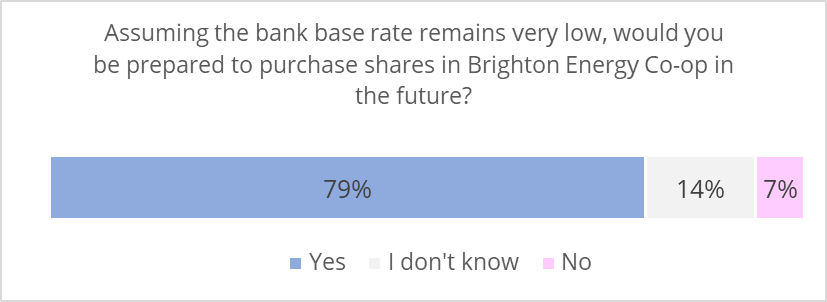 Assuming the bank base rate remains very low, would you
be prepared to purchase shares in Brighton Energy Co-op in
the future?
79% 14% 7%
Yes I don't know No